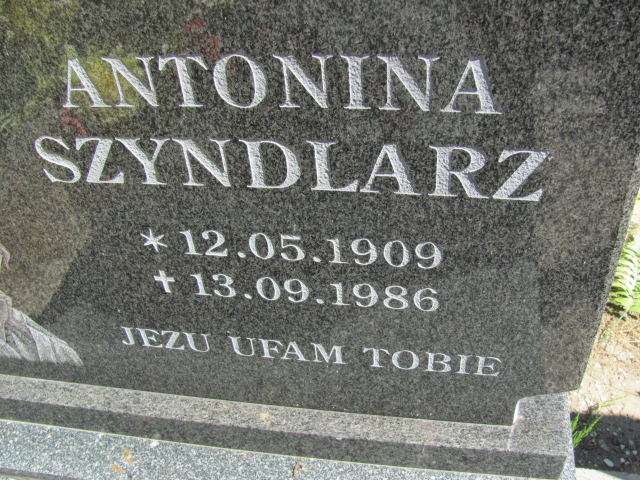 ANTONINA
SZYNDLARZ
* 12.05.1909
✝ 13.09.1986
JEZU UFAM TOBIE